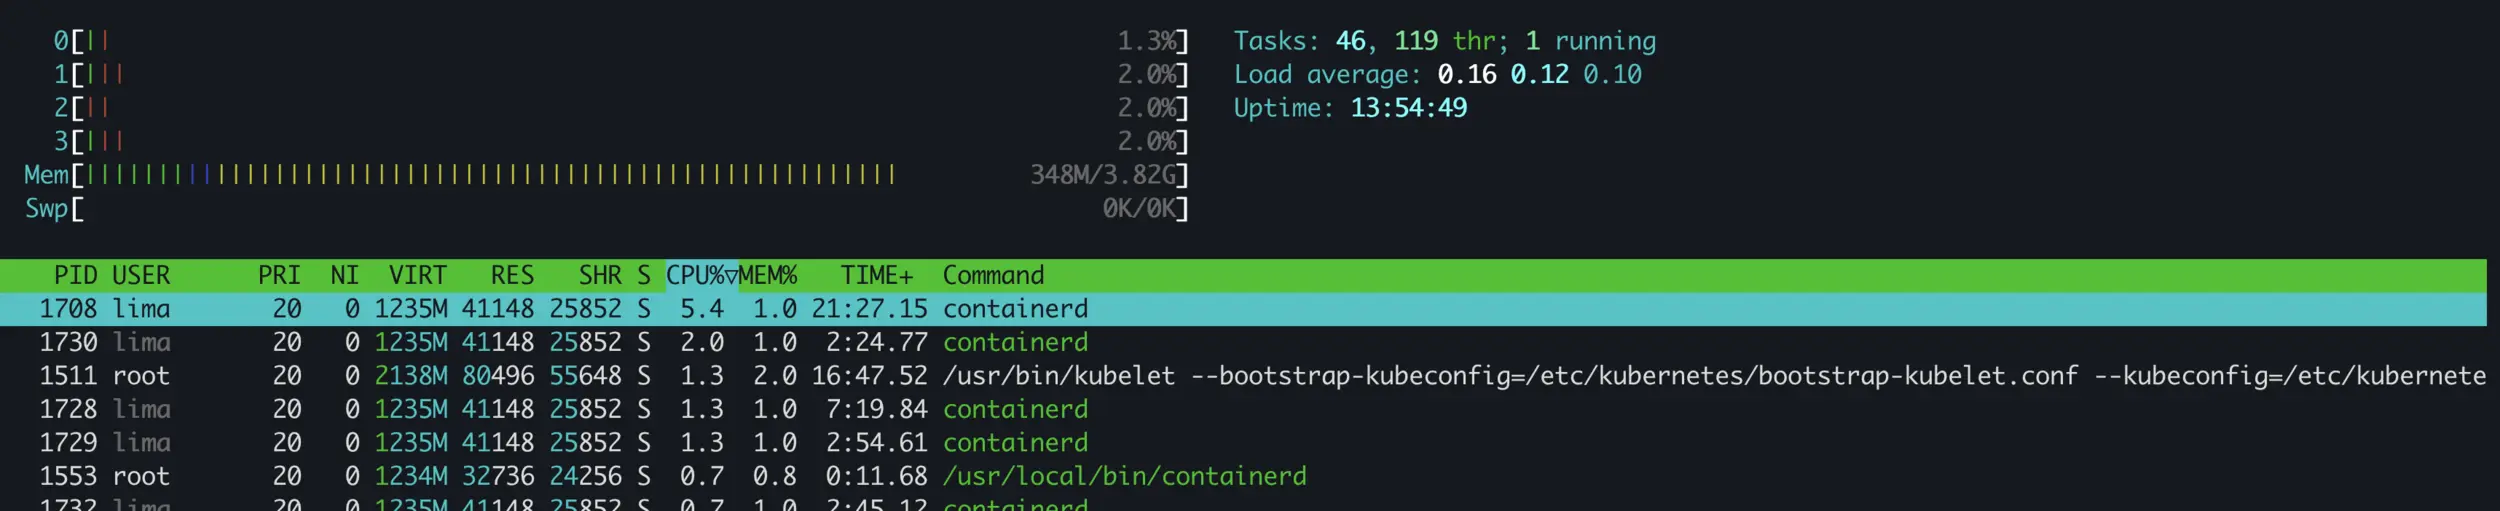 0[|| 1.3%] Tasks: 46, 119 thr; 1 running
1[||| 2.0%] Load average: 0.16 0.12 0.10
2[|| 2.0%] Uptime: 13:54:49
3[||| 2.0%]
Mem[|||||||||||||||||||||||||||||||||||||||||||||||||||||||| 348M/3.82G]
Swp[ 0K/0K]
PID USER PRI NI VIRT RES SHR S CPU%▽MEM% TIME+ Command
1708 lima 20 0 1235M 41148 25852 S 5.4 1.0 21:27.15 containerd
1730 lima 20 0 1235M 41148 25852 S 2.0 1.0 2:24.77 containerd
1511 root 20 0 2138M 80496 55648 S 1.3 2.0 16:47.52 /usr/bin/kubelet --bootstrap-kubeconfig=/etc/kubernetes/bootstrap-kubelet.conf --kubeconfig=/etc/kubernete
1728 lima 20 0 1235M 41148 25852 S 1.3 1.0 7:19.84 containerd
1729 lima 20 0 1235M 41148 25852 S 1.3 1.0 2:54.61 containerd
1553 root 20 0 1234M 32736 24256 S 0.7 0.8 0:11.68 /usr/local/bin/containerd
1732 lima 20 0 1235M 41148 25852 S 0.7 1.0 2:45.12 containerd